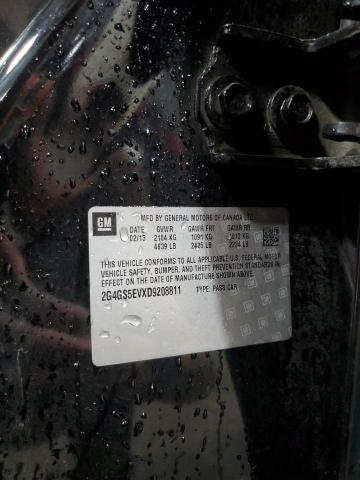 GM
MFD BY GENERAL MOTORS OF CANADA LTD
DATE GVWR GAWR FRT GAWR RR
02/13 2104 KG 1091 KG 1013 KG
4639 LB 2405 LB 2234 LB
THIS VEHICLE CONFORMS TO ALL APPLICABLE U.S. FEDERAL MOTOR
VEHICLE SAFETY, BUMPER, AND THEFT PREVENTION STANDARDS IN
EFFECT ON THE DATE OF MANUFACTURE SHOWN ABOVE.
2G4GS5EVXD9208811 TYPE: PASS CAR